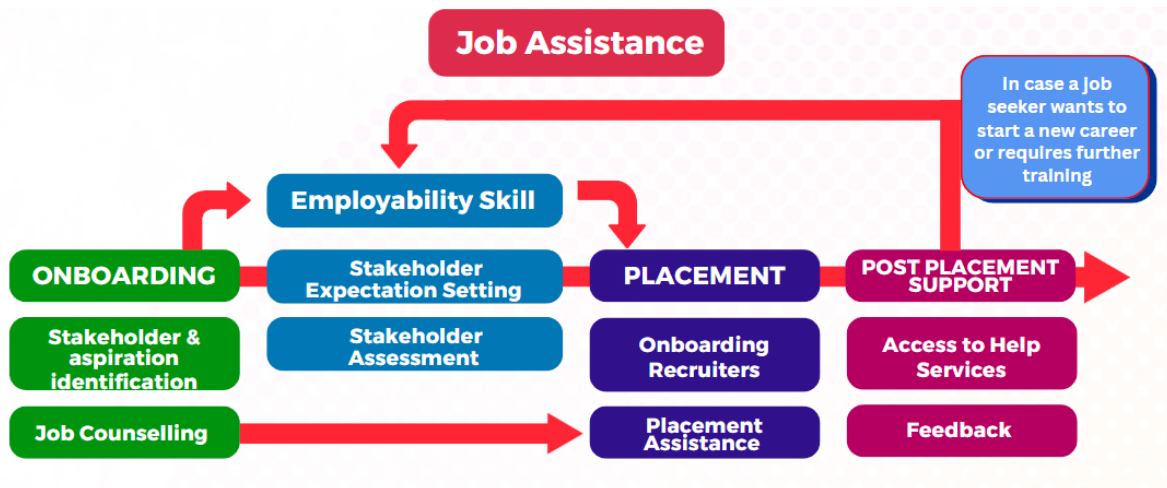 Job Assistance
In case a job
seeker wants to
start a new career
or requires further
training
Employability Skill
ONBOARDING
Stakeholder
Expectation Setting
PLACEMENT
POST PLACEMENT
SUPPORT
Stakeholder &
aspiration
identification
Stakeholder
Assessment
Onboarding
Recruiters
Access to Help
Services
Job Counselling
Placement
Assistance
Feedback